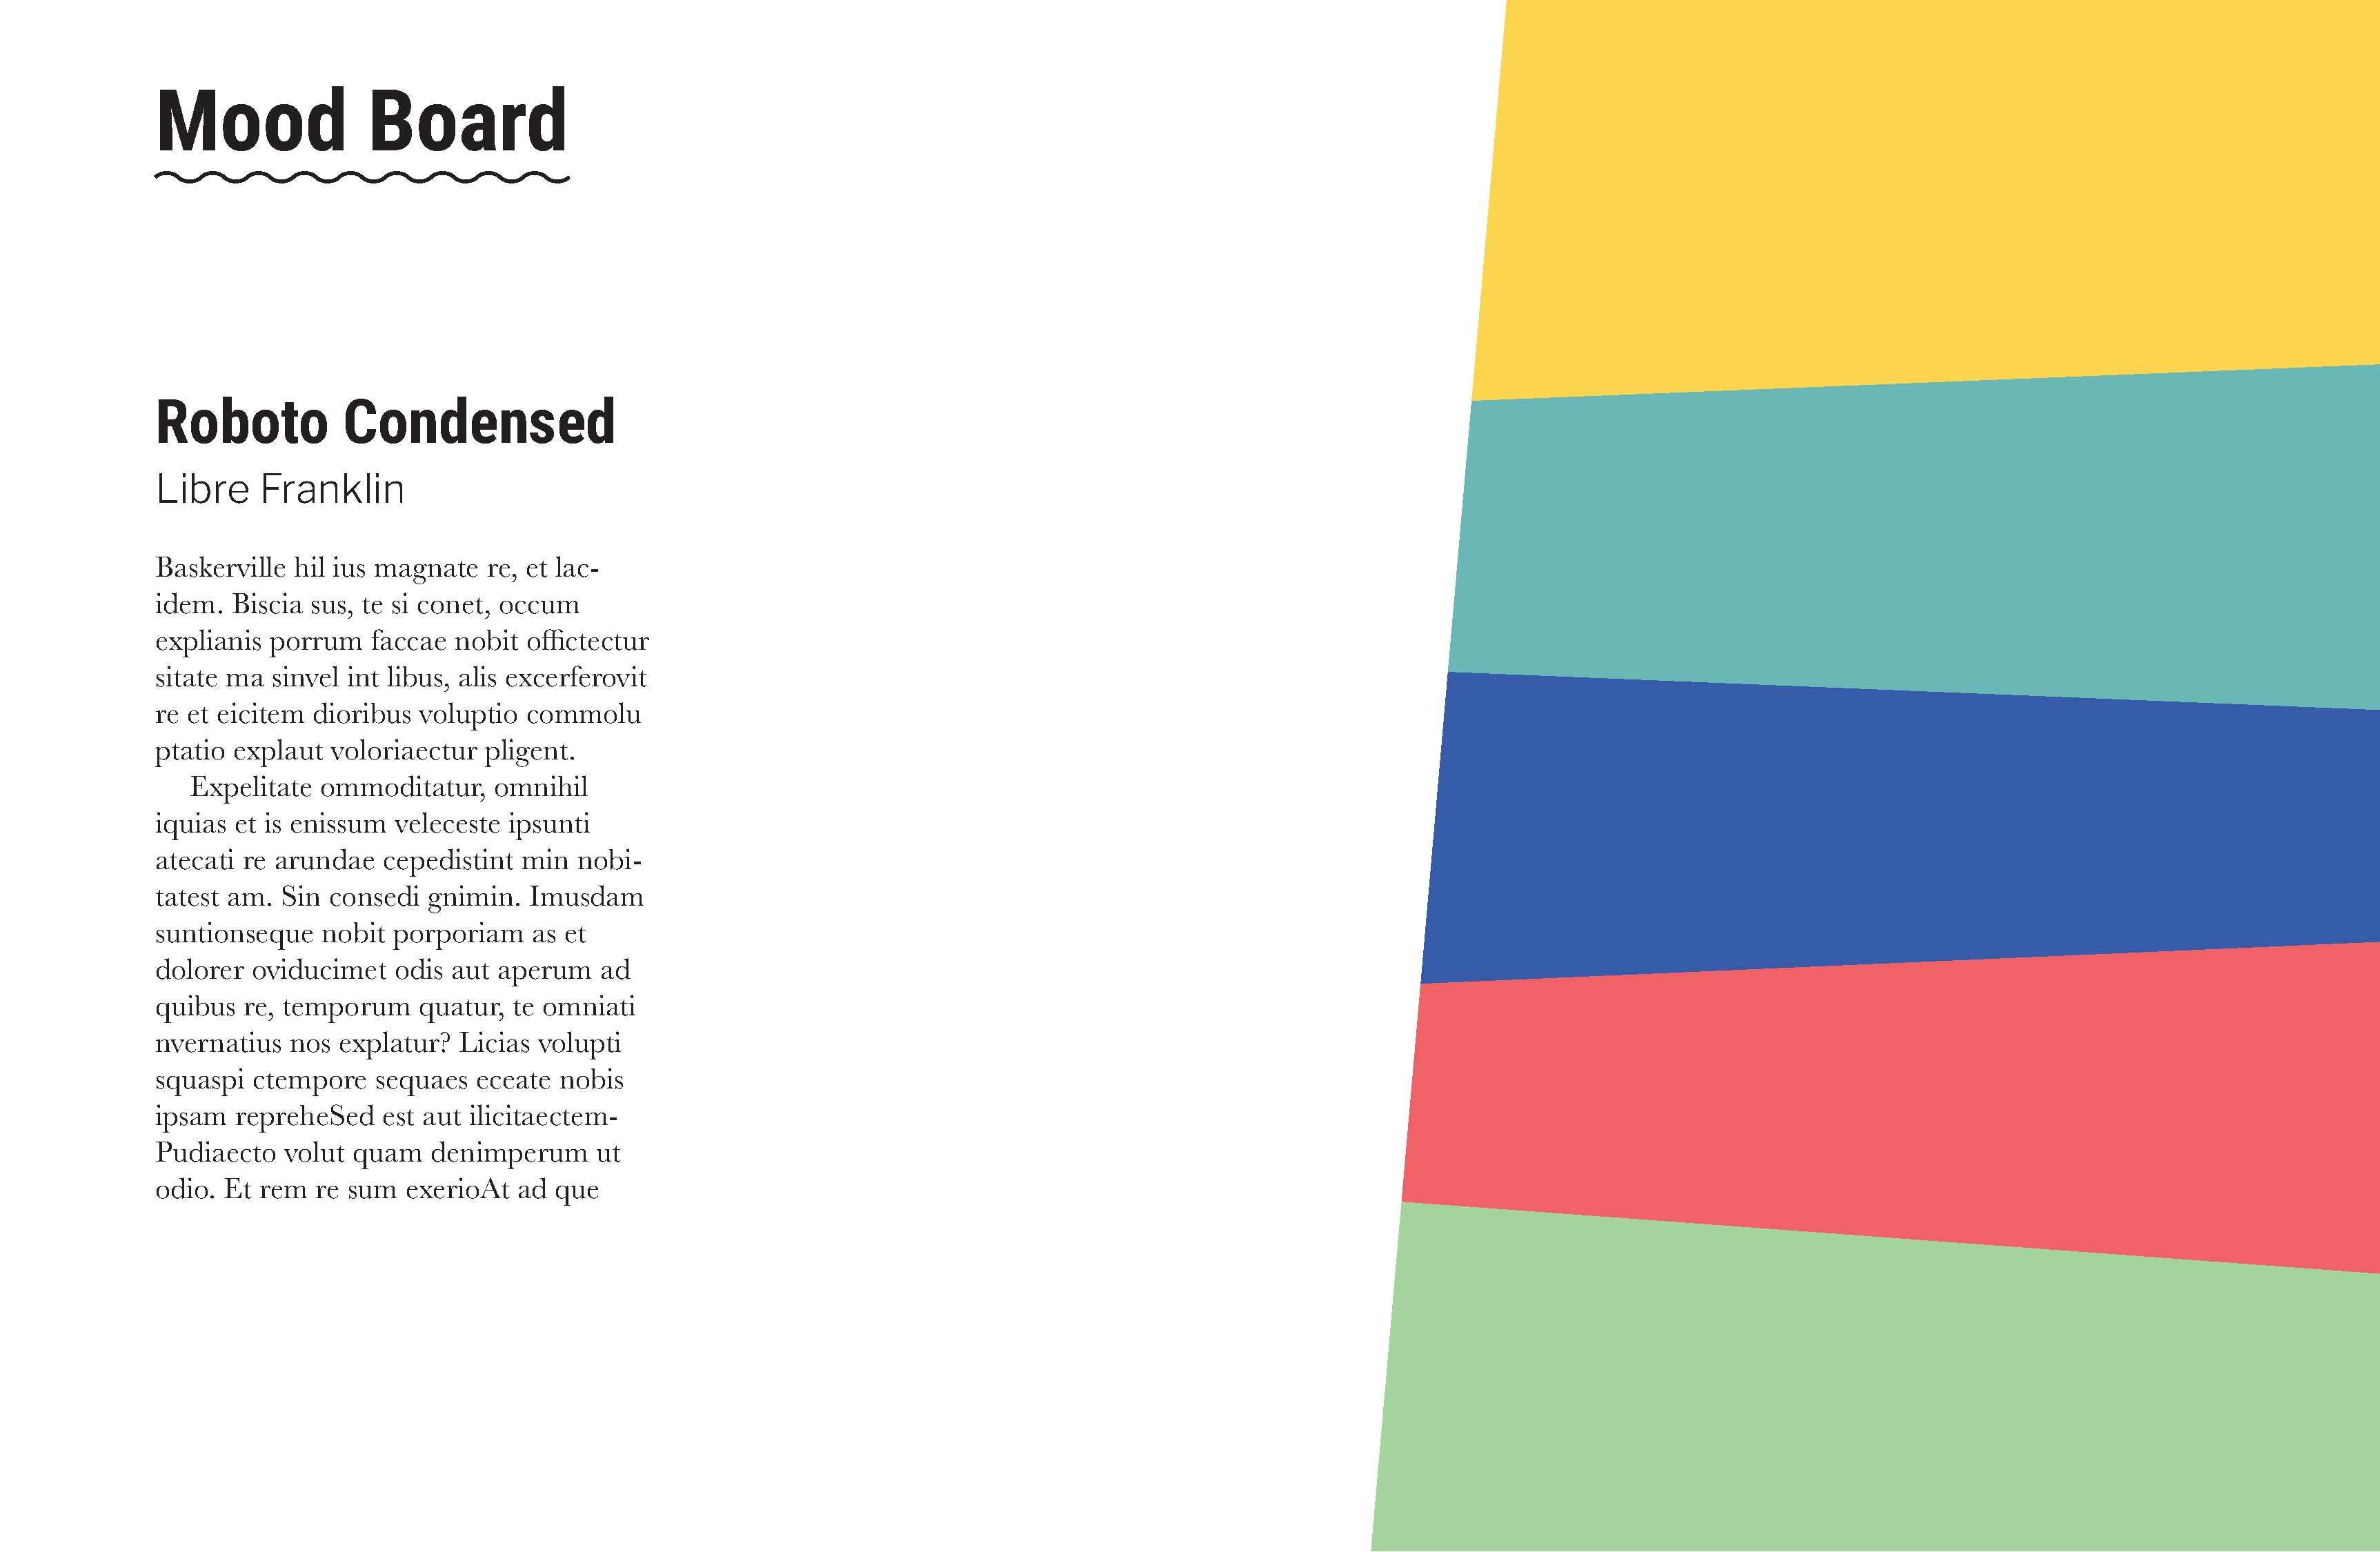 Mood Board
Roboto Condensed
Libre Franklin
Baskerville hil ius magnate re, et lac-
idem. Biscia sus, te si conet, occum
explianis porrum faccae nobit offictectur
sitate ma sinvel int libus, alis excerferovit
re et eicitem dioribus voluptio commolu
ptatio explaut voloriaectur pligent.
Expelitate ommoditatur, omnihil
iquias et is enissum veleceste ipsunti
atecati re arundae cepedistint min nobi-
tatest am. Sin consedi gnimin. Imusdam
suntionseque nobit porporiam as et
dolorer oviducimet odis aut aperum ad
quibus re, temporum quatur, te omniati
nvernatius nos explatur? Licias volupti
squaspi ctempore sequaes eceate nobis
ipsam repreheSed est aut ilicitaectem-
Pudiaecto volut quam denimperum ut
odio. Et rem re sum exerioAt ad que